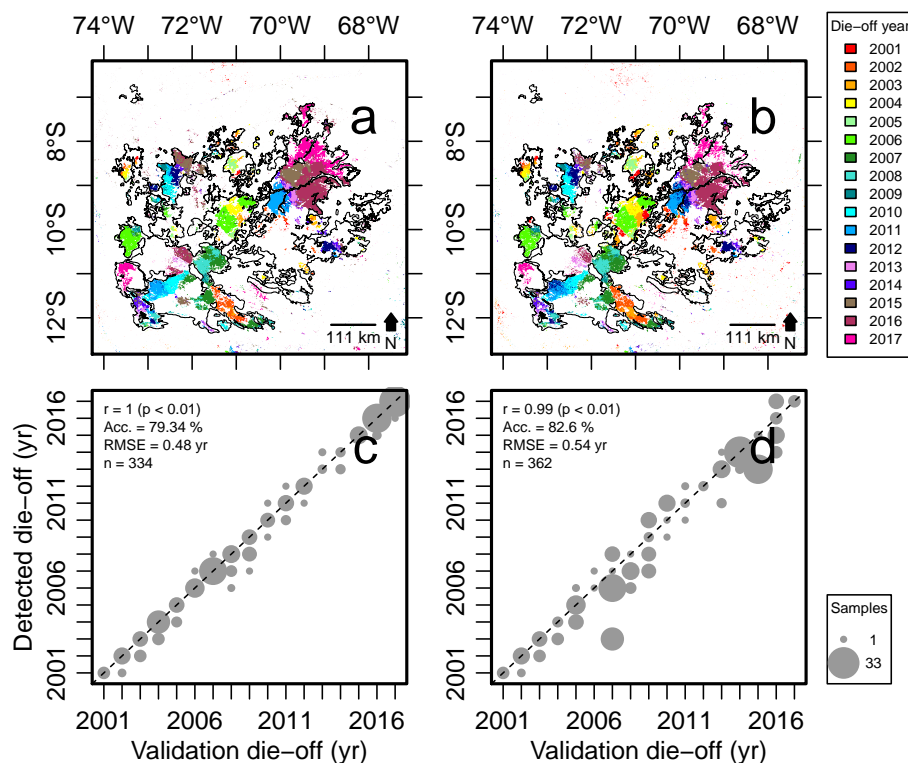 74°W 72°W 70°W 68°W
74°W 72°W 70°W 68°W
Die−off year
2001
2002
2003
2004
2005
2006
2007
2008
2009
2010
2011
2012
2013
2014
2015
2016
2017
8°S
10°S
12°S
a
111 km
N
8°S
10°S
12°S
b
111 km
N
Detected die−off (yr)
2016
2011
2006
2001
r = 1 (p < 0.01)
Acc. = 79.34 %
RMSE = 0.48 yr
n = 334
c
2001 2006 2011 2016
Validation die−off (yr)
2016
2011
2006
2001
r = 0.99 (p < 0.01)
Acc. = 82.6 %
RMSE = 0.54 yr
n = 362
d
2001 2006 2011 2016
Validation die−off (yr)
Samples
1
33